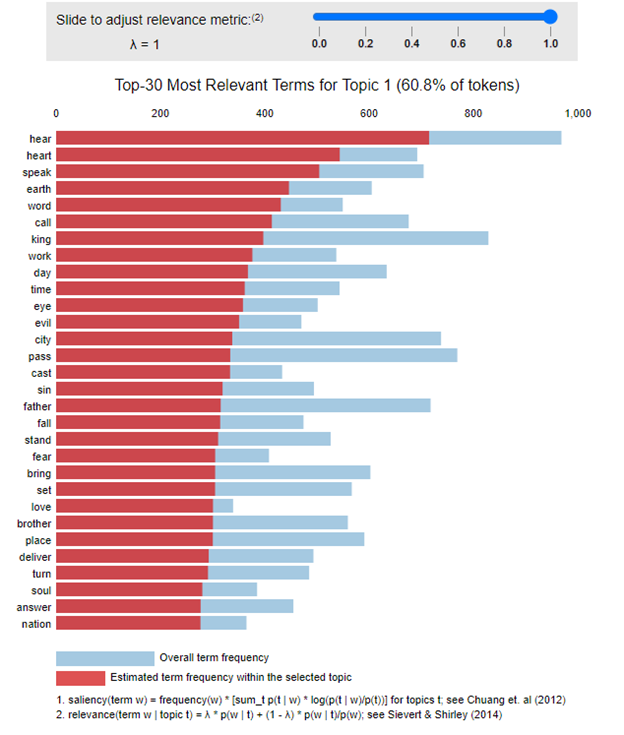 Slide to adjust relevance metric:(2)
λ = 1
0.0 0.2 0.4 0.6 0.8 1.0
Top-30 Most Relevant Terms for Topic 1 (60.8% of tokens)
0 200 400 600 800 1,000
hear
heart
speak
earth
word
call
king
work
day
time
eye
evil
city
pass
cast
sin
father
fall
stand
fear
bring
set
love
brother
place
deliver
turn
soul
answer
nation
Overall term frequency
Estimated term frequency within the selected topic
1. saliency(term w) = frequency(w) * [sum_t p(t | w) * log(p(t | w)/p(t))] for topics t; see Chuang et. al (2012)
2. relevance(term w | topic t) = λ * p(w | t) + (1 - λ) * p(w | t)/p(w); see Sievert & Shirley (2014)